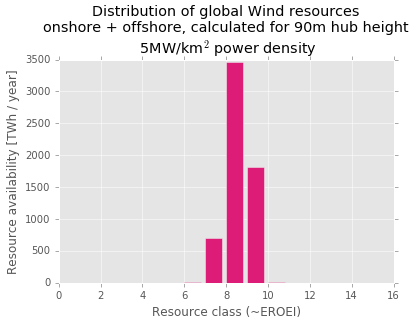 Distribution of global Wind resources
onshore + offshore, calculated for 90m hub height
5MW/km² power density
Resource availability [TWh / year]
3500
3000
2500
2000
1500
1000
500
0
0 2 4 6 8 10 12 14 16
Resource class (~EROEI)